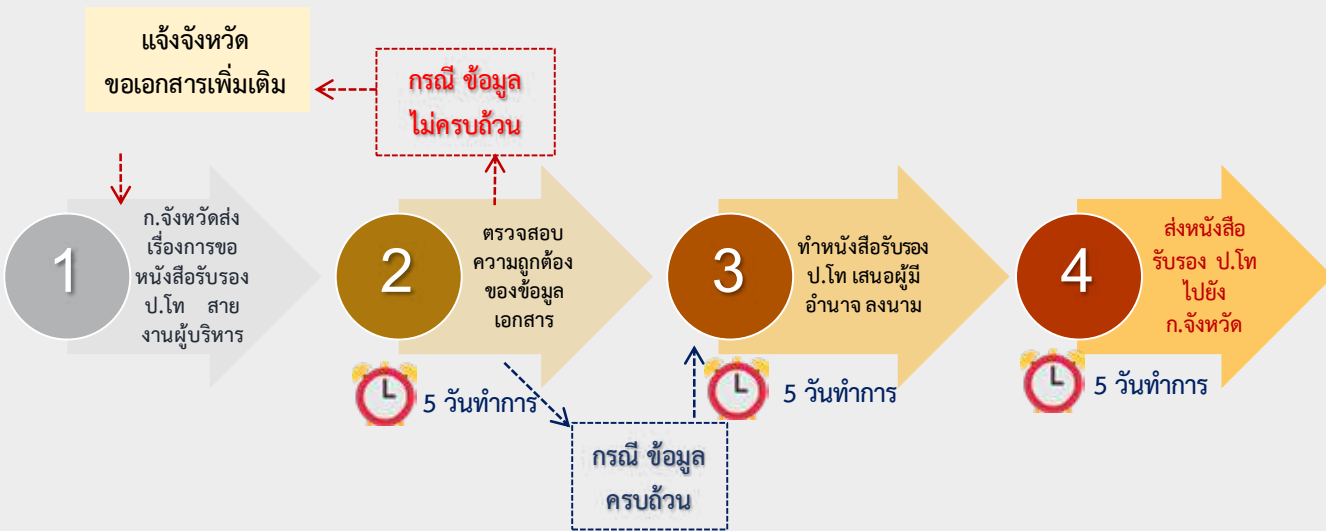 แจ้งจังหวัด
ขอเอกสารเพิ่มเติม
กรณี ข้อมูล
ไม่ครบถ้วน
1
ก.จังหวัดส่ง
เรื่องการขอ
หนังสือรับรอง
ป.โท สาย
งานผู้บริหาร
2
ตรวจสอบ
ความถูกต้อง
ของข้อมูล
เอกสาร
5 วันทำการ
กรณี ข้อมูล
ครบถ้วน
3
ทำหนังสือรับรอง
ป.โท เสนอผู้มี
อำนาจ ลงนาม
5 วันทำการ
4
ส่งหนังสือ
รับรอง ป.โท
ไปยัง
ก.จังหวัด
5 วันทำการ